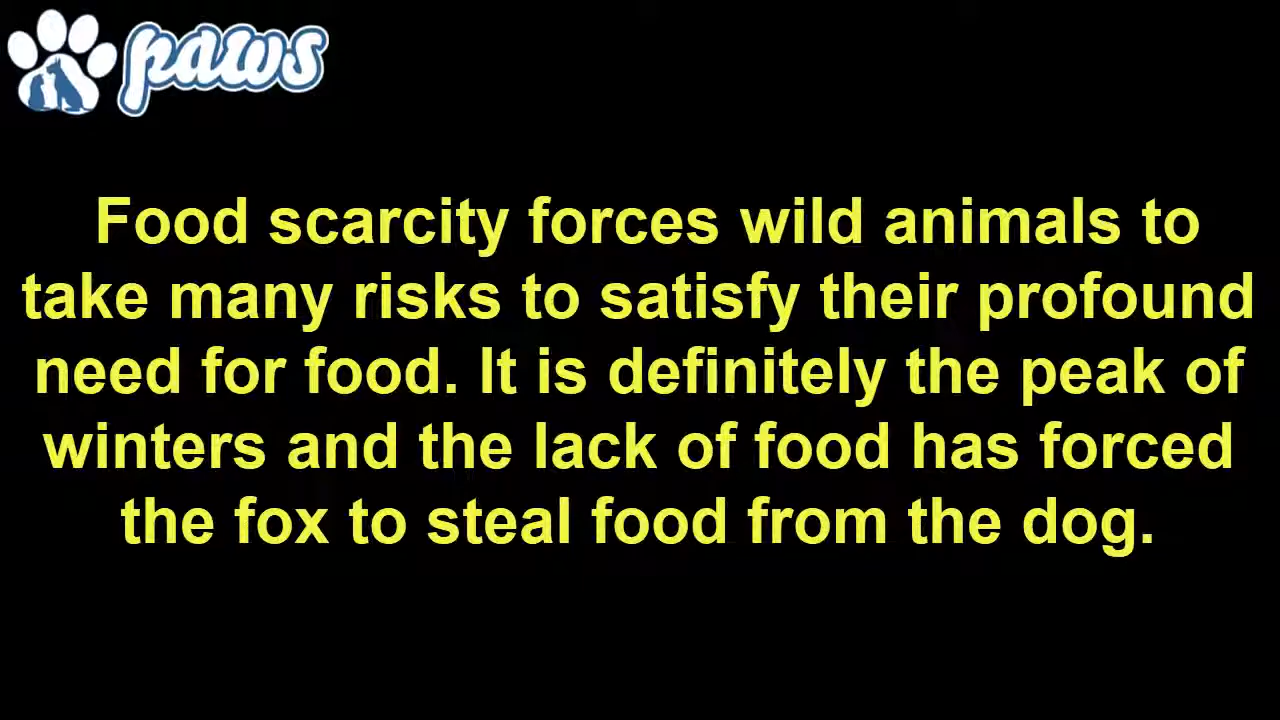 paws
Food scarcity forces wild animals to
take many risks to satisfy their profound
need for food. It is definitely the peak of
winters and the lack of food has forced
the fox to steal food from the dog.